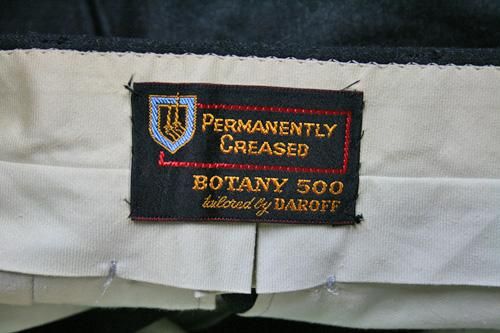 PERMANENTLY
CREASED
BOTANY 500
tailored by DAROFF